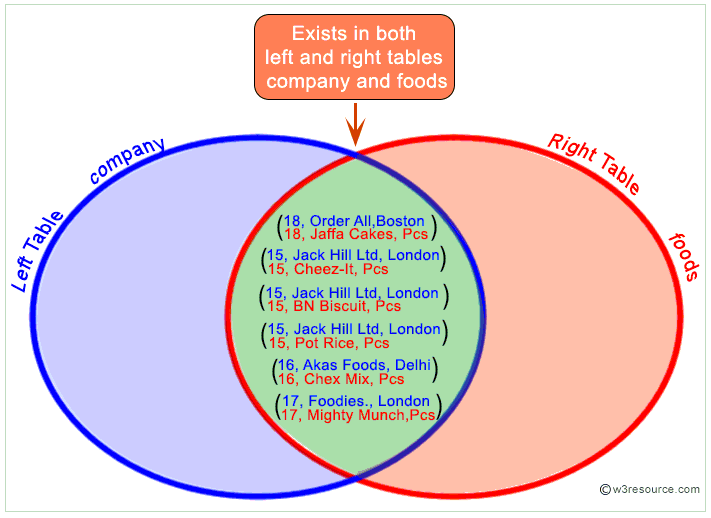 Exists in both
left and right tables
company and foods
company
Left Table
Right Table
foods
(18, Order All,Boston
18, Jaffa Cakes, Pcs)
(15, Jack Hill Ltd, London
15, Cheez-It, Pcs)
(15, Jack Hill Ltd, London
15, BN Biscuit, Pcs)
(15, Jack Hill Ltd, London
15, Pot Rice, Pcs)
(16, Akas Foods, Delhi
16, Chex Mix, Pcs)
(17, Foodies., London
17, Mighty Munch,Pcs)
©w3resource.com